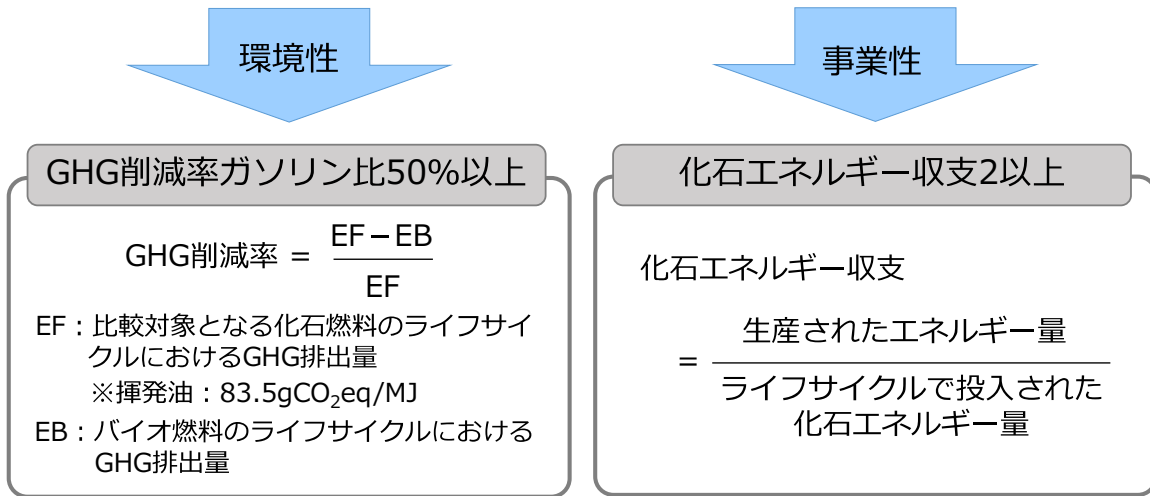 環境性
GHG削減率ガソリン比50%以上
GHG削減率 = EF－EB
EF
EF：比較対象となる化石燃料のライフサイ
クルにおけるGHG排出量
※揮発油：83.5gCO₂eq/MJ
EB：バイオ燃料のライフサイクルにおける
GHG排出量
事業性
化石エネルギー収支2以上
化石エネルギー収支
= 生産されたエネルギー量
ライフサイクルで投入された
化石エネルギー量